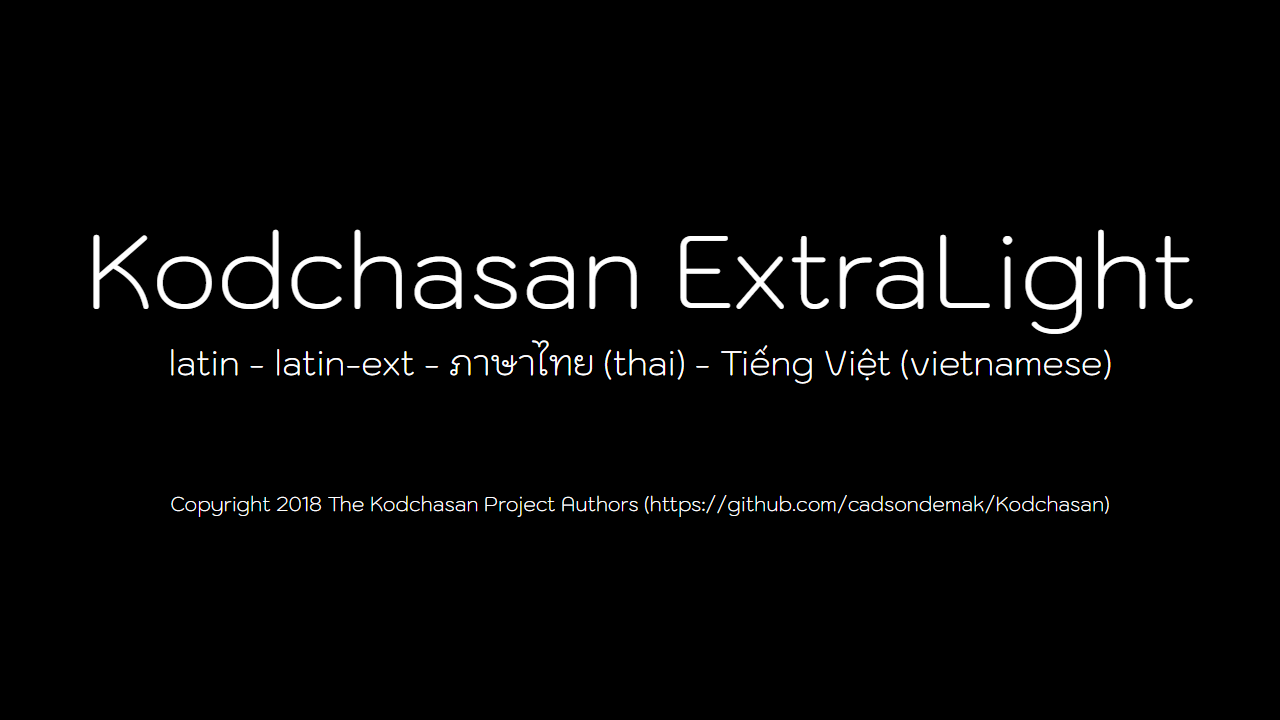 Kodchasan ExtraLight
latin - latin-ext - ภาษาไทย (thai) - Tiếng Việt (vietnamese)
Copyright 2018 The Kodchasan Project Authors (https://github.com/cadsondemak/Kodchasan)